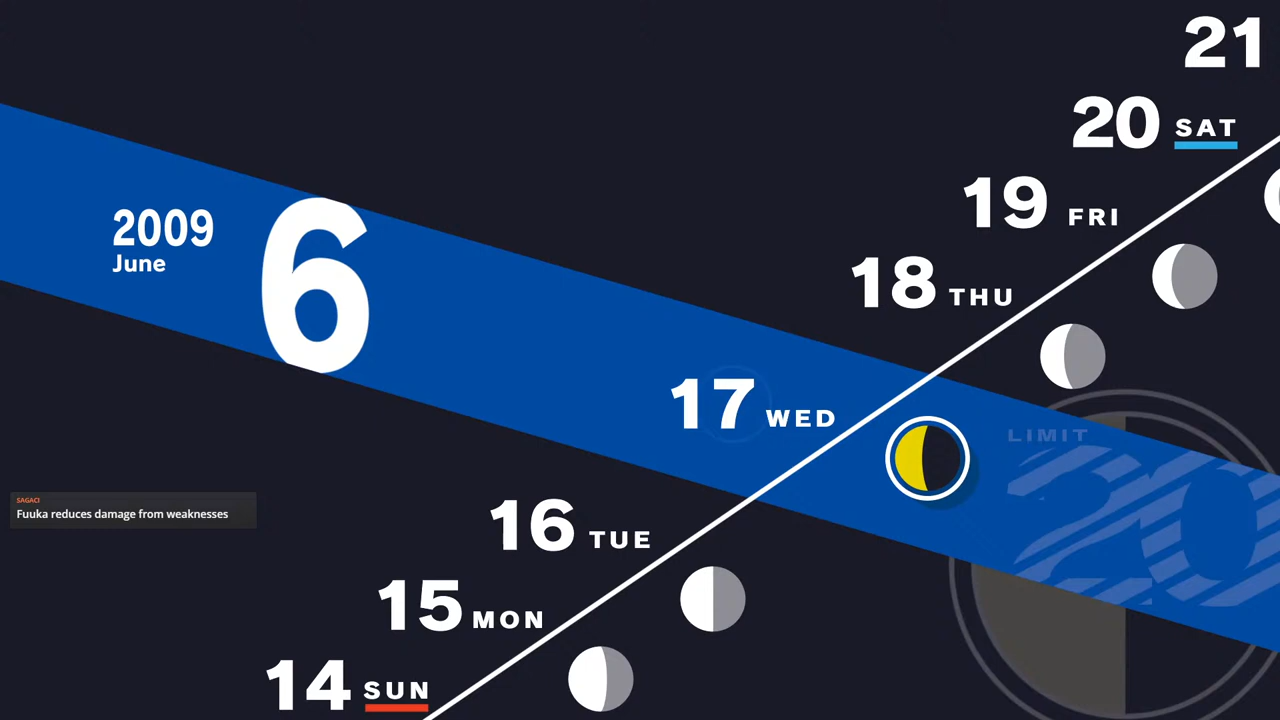 21
20 SAT
19 FRI
2009
June
6
18 THU
17 WED
LIMIT
20
SAGACI
Fuuka reduces damage from weaknesses
16 TUE
15 MON
14 SUN